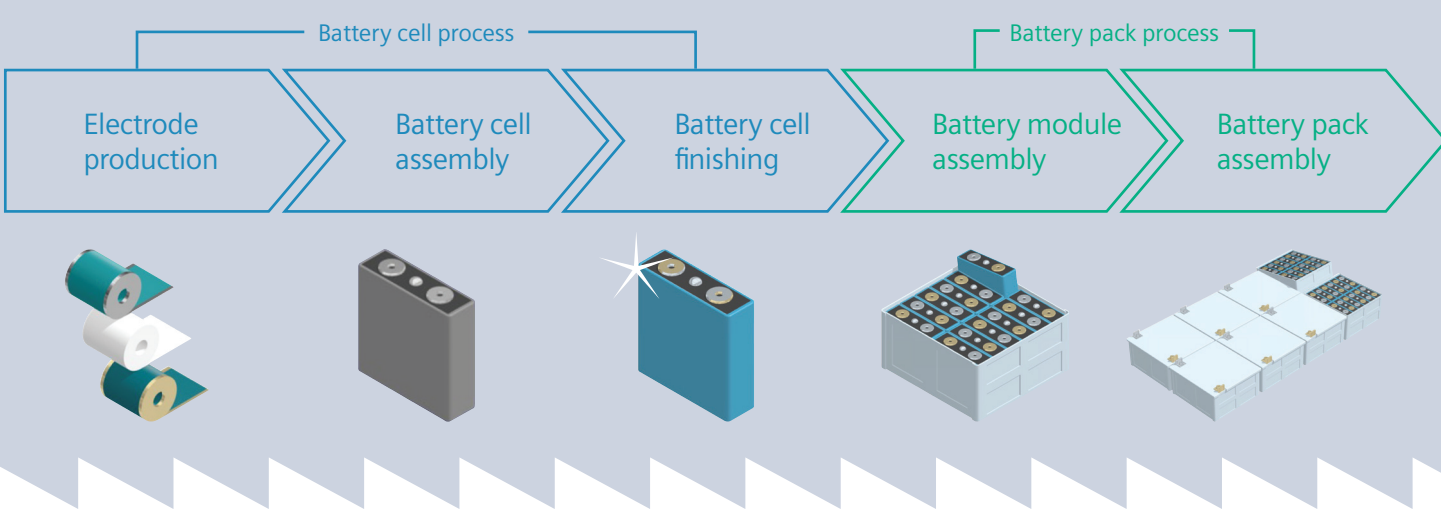 Battery cell process
Battery pack process
Electrode
production
Battery cell
assembly
Battery cell
finishing
Battery module
assembly
Battery pack
assembly